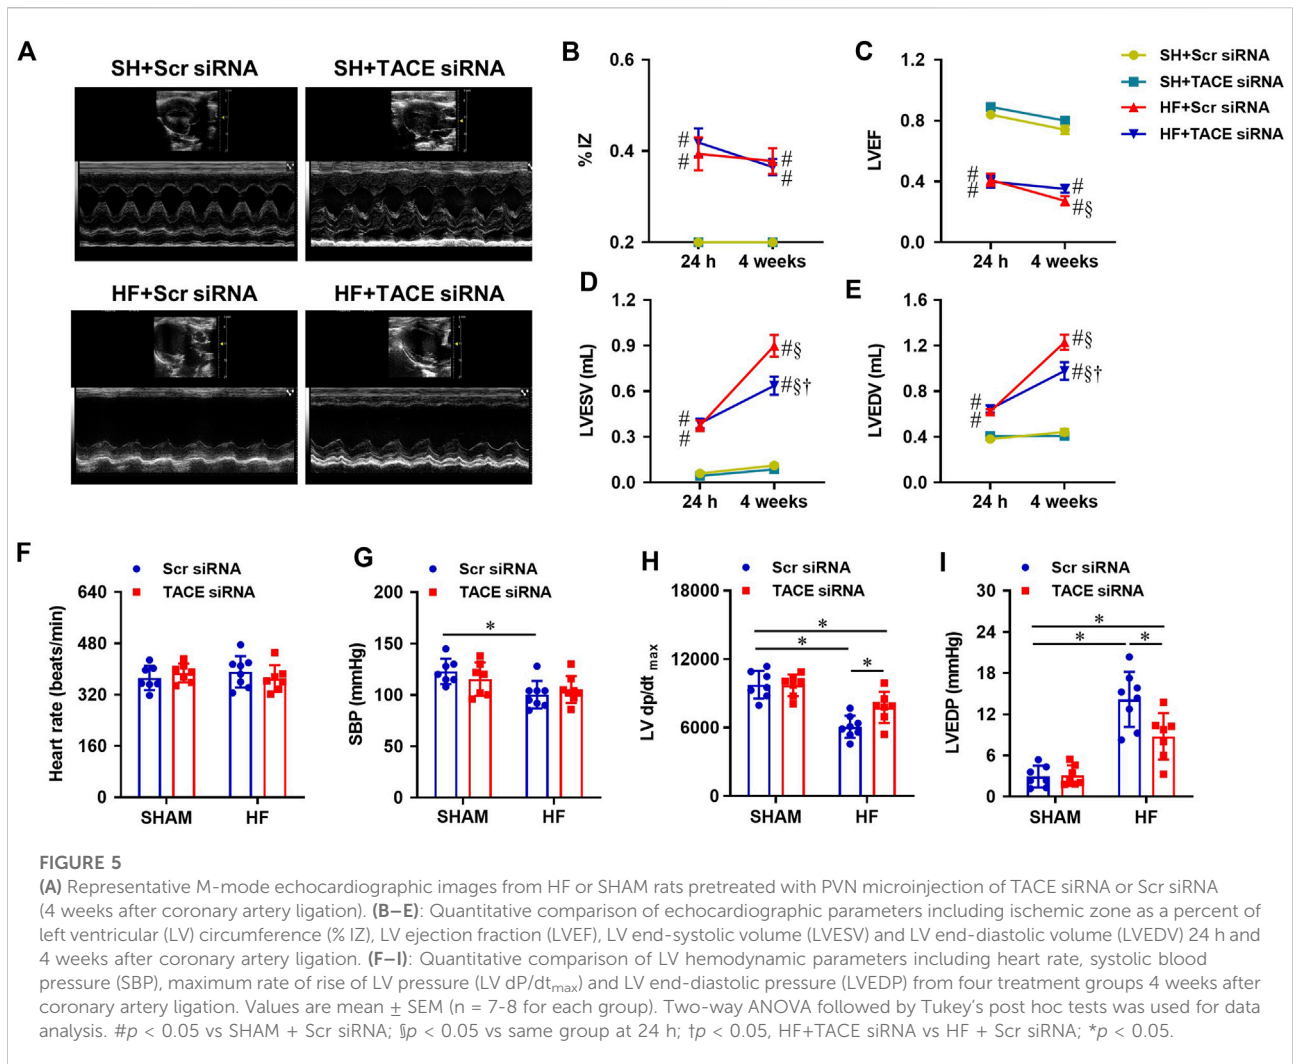 A
SH+Scr siRNA
SH+TACE siRNA
HF+Scr siRNA
HF+TACE siRNA
B
% IZ
0.6
0.4
0.2
#
#
#
#
24 h
4 weeks
C
LVEF
1.2
0.8
0.4
0.0
#
#
#
#§
24 h
4 weeks
SH+Scr siRNA
SH+TACE siRNA
HF+Scr siRNA
HF+TACE siRNA
D
LVESV (mL)
1.2
0.9
0.6
0.3
0.0
#
#
#§
#§†
24 h
4 weeks
E
LVEDV (mL)
1.6
1.2
0.8
0.4
0.0
#
#
#§
#§†
24 h
4 weeks
F
Scr siRNA
TACE siRNA
Heart rate (beats/min)
640
480
320
160
0
SHAM
HF
G
Scr siRNA
TACE siRNA
SBP (mmHg)
200
150
100
50
0
*
SHAM
HF
H
Scr siRNA
TACE siRNA
LV dp/dt max
18000
12000
6000
0
*
*
*
SHAM
HF
I
Scr siRNA
TACE siRNA
LVEDP (mmHg)
30
24
18
12
6
0
*
*
*
SHAM
HF
FIGURE 5
(A) Representative M-mode echocardiographic images from HF or SHAM rats pretreated with PVN microinjection of TACE siRNA or Scr siRNA
(4 weeks after coronary artery ligation). (B–E): Quantitative comparison of echocardiographic parameters including ischemic zone as a percent of
left ventricular (LV) circumference (% IZ), LV ejection fraction (LVEF), LV end-systolic volume (LVESV) and LV end-diastolic volume (LVEDV) 24 h and
4 weeks after coronary artery ligation. (F–I): Quantitative comparison of LV hemodynamic parameters including heart rate, systolic blood
pressure (SBP), maximum rate of rise of LV pressure (LV dP/dtmax) and LV end-diastolic pressure (LVEDP) from four treatment groups 4 weeks after
coronary artery ligation. Values are mean ± SEM (n = 7-8 for each group). Two-way ANOVA followed by Tukey's post hoc tests was used for data
analysis. #p < 0.05 vs SHAM + Scr siRNA; §p < 0.05 vs same group at 24 h; †p < 0.05, HF+TACE siRNA vs HF + Scr siRNA; *p < 0.05.